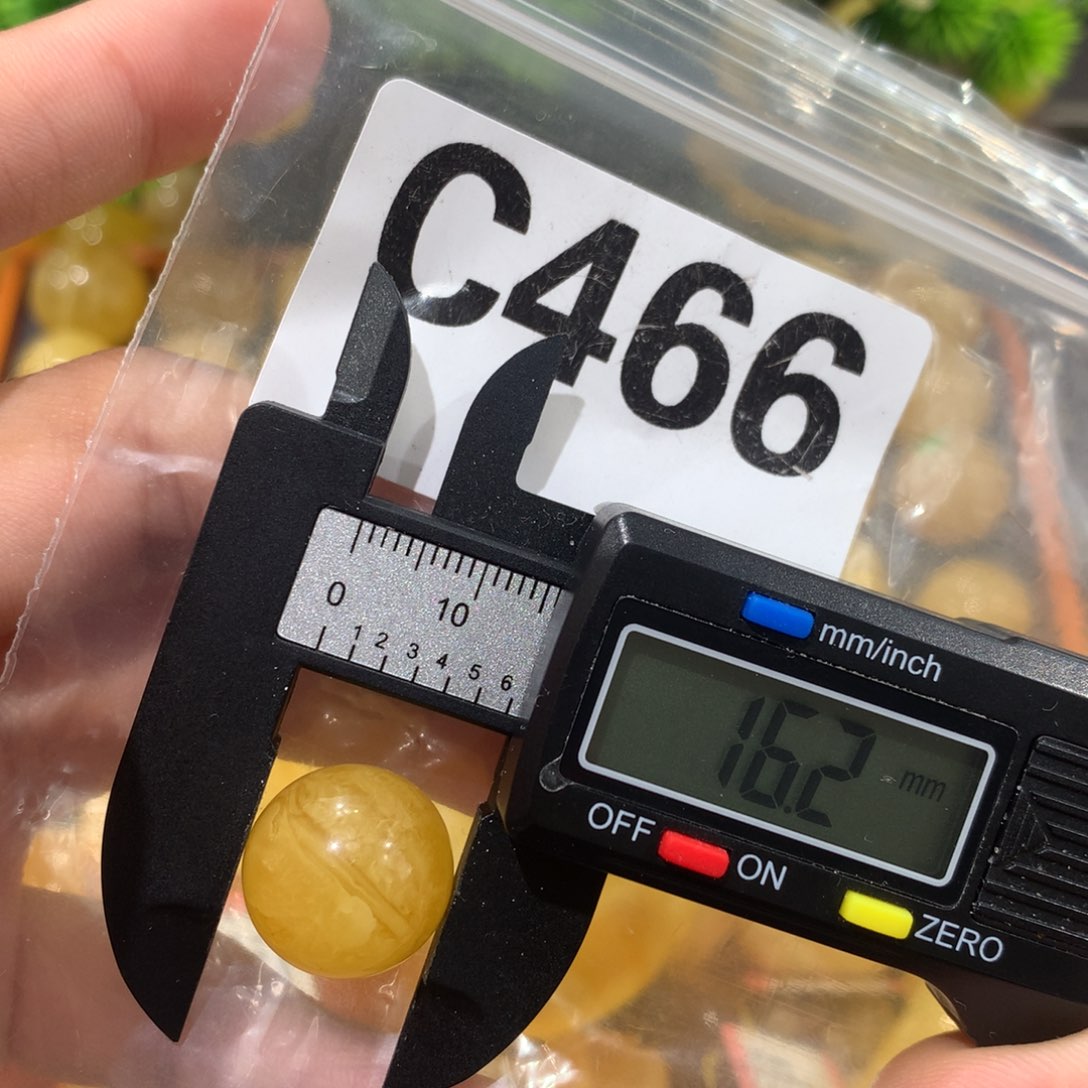 C466
0 10
1 2 3 4 5 6
mm/inch
16.2 mm
OFF ON
ZERO